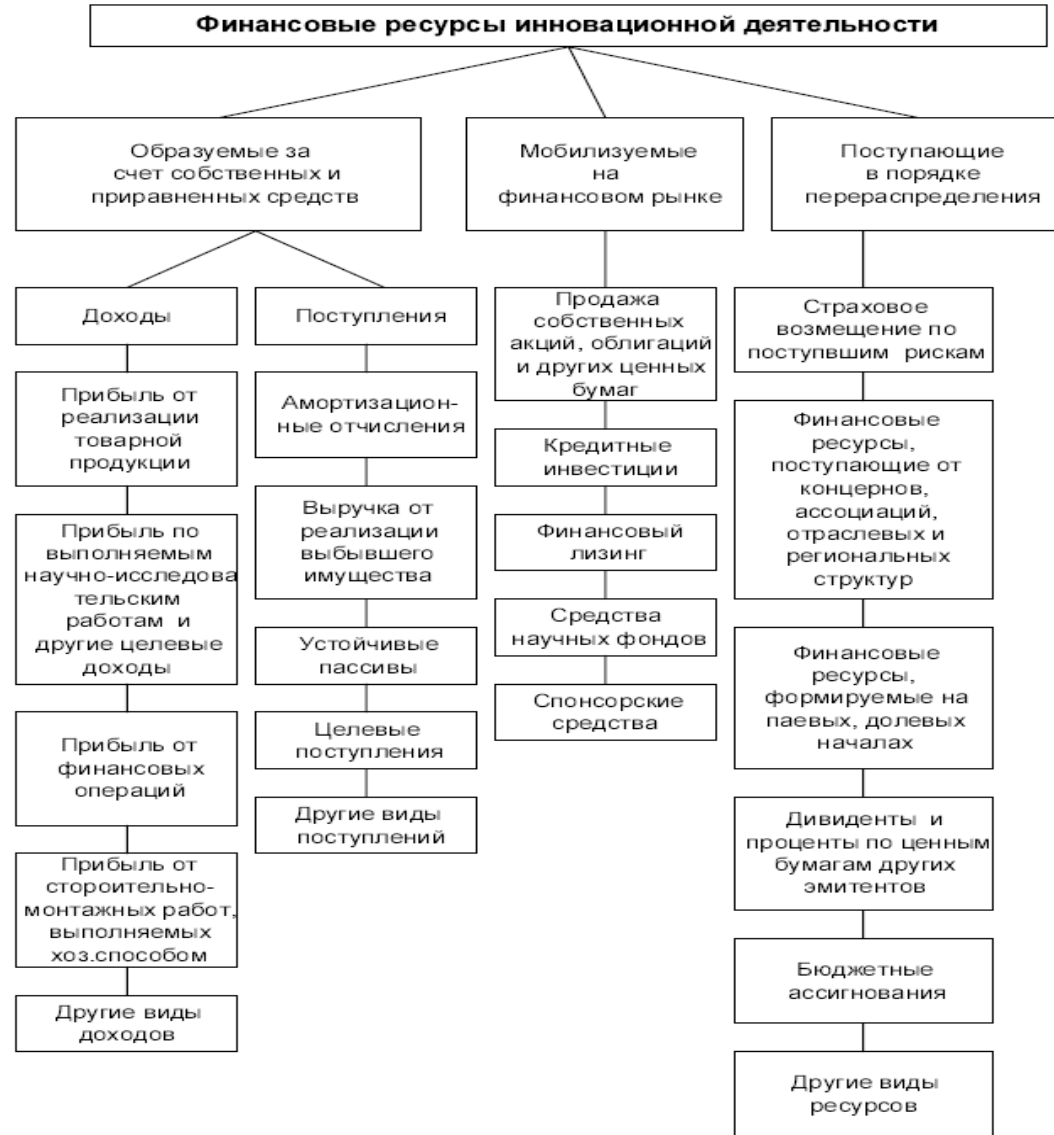 Финансовые ресурсы инновационной деятельности
Образуемые за
счет собственных и
приравненных средств
Мобилизуемые
на
финансовом рынке
Поступающие
в порядке
перераспределения
Доходы
Прибыль от
реализации
товарной
продукции
Прибыль по
выполняемым
научно-исследова
тельским
работам и
другие целевые
доходы
Прибыль от
финансовых
операций
Прибыль от
стороительно-
монтажных работ,
выполняемых
хоз.способом
Другие виды
доходов
Поступления
Амортизацион-
ные отчисления
Выручка от
реализации
выбывшего
имущества
Устойчивые
пассивы
Целевые
поступления
Другие виды
поступлений
Продажа
собственных
акций, облигаций
и других ценных
бумаг
Кредитные
инвестиции
Финансовый
лизинг
Средства
научных фондов
Спонсорские
средства
Страховое
возмещение по
поступвшим рискам
Финансовые
ресурсы,
поступающие от
концернов,
ассоциаций,
отраслевых и
региональных
структур
Финансовые
ресурсы,
формируемые на
паевых, долевых
началах
Дивиденты и
проценты по ценным
бумагам других
эмитентов
Бюджетные
ассигнования
Другие виды
ресурсов